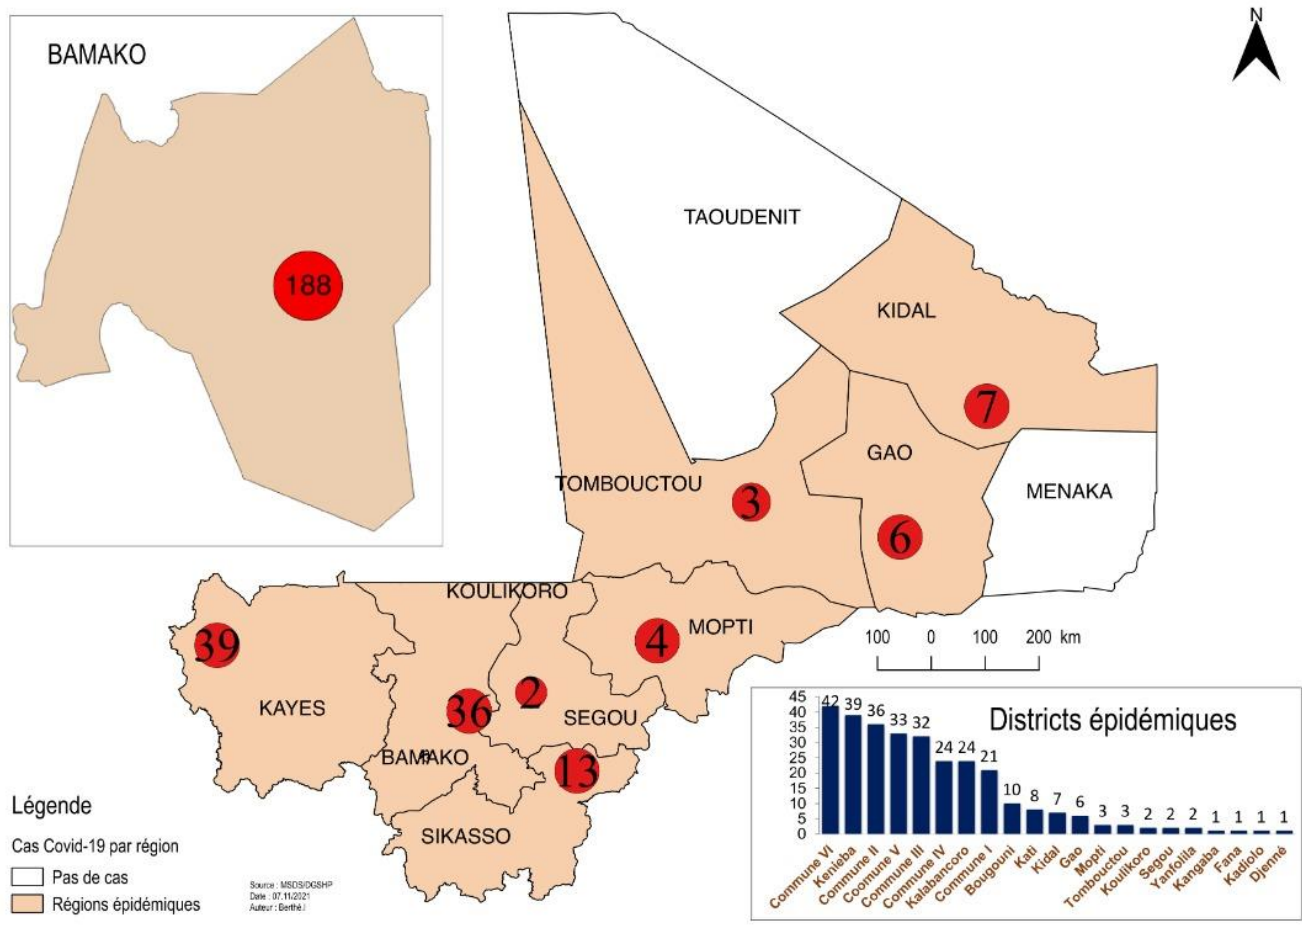 BAMAKO
188
N
TAOUDENIT
KIDAL
7
GAO
TOMBOUCTOU
3
MENAKA
6
KOULIKORO
39
4
MOPTI
KAYES
36
2
SEGOU
BAMAKO
13
SIKASSO
100 0 100 200 km
Légende
Cas Covid-19 par région
Pas de cas
Régions épidémiques
Source : MSDS/DGSHP
Date : 07.11/2021
Auteur : Berthé.I
Districts épidémiques
45
40
35
30
25
20
15
10
5
0
42 39 36 33 32 24 24 21 10 8 7 6 3 3 2 2 2 1 1 1 1
Commune VI
Kenieba
Commune II
Coomune V
Commune III
Commune IV
Kalabancoro
Commune I
Bougouni
Kati
Kidal
Gao
Mopti
Tombouctou
Koulikoro
Segou
Yanfolila
Kangaba
Fana
Kadiolo
Djenné